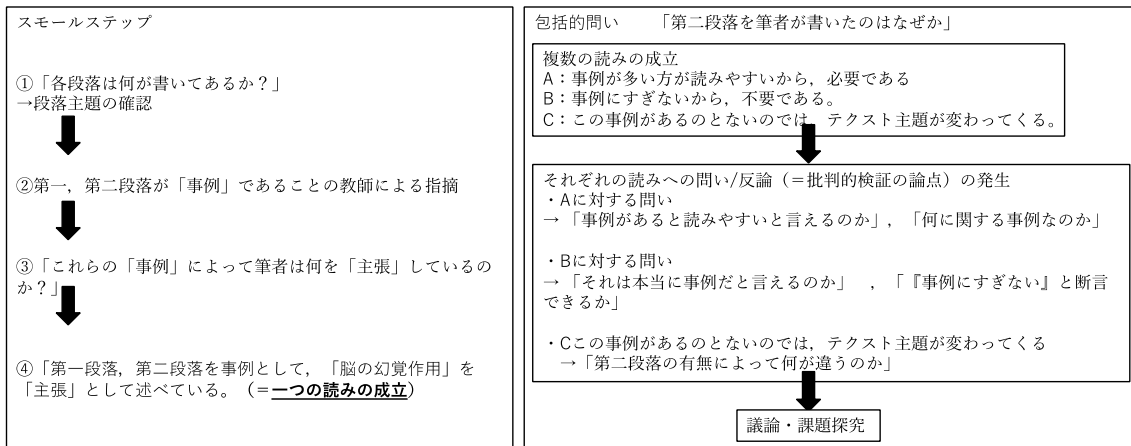 スモールステップ
①「各段落は何が書いてあるか？」
→段落主題の確認
②第一，第二段落が「事例」であることの教師による指摘
③「これらの「事例」によって筆者は何を「主張」しているの
か？」
④「第一段落，第二段落を事例として，「脳の幻覚作用」を
「主張」として述べている。（＝一つの読みの成立）
包括的問い　「第二段落を筆者が書いたのはなぜか」
複数の読みの成立
A：事例が多い方が読みやすいから，必要である
B：事例にすぎないから，不要である。
C：この事例があるのとないのでは，テクスト主題が変わってくる。
それぞれの読みへの問い/反論（＝批判的検証の論点）の発生
・Aに対する問い
→「事例があると読みやすいと言えるのか」，「何に関する事例なのか」
・Bに対する問い
→「それは本当に事例だと言えるのか」　，「『事例にすぎない』と断言
できるか」
・Cこの事例があるのとないのでは，テクスト主題が変わってくる
→「第二段落の有無によって何が違うのか」
議論・課題探究